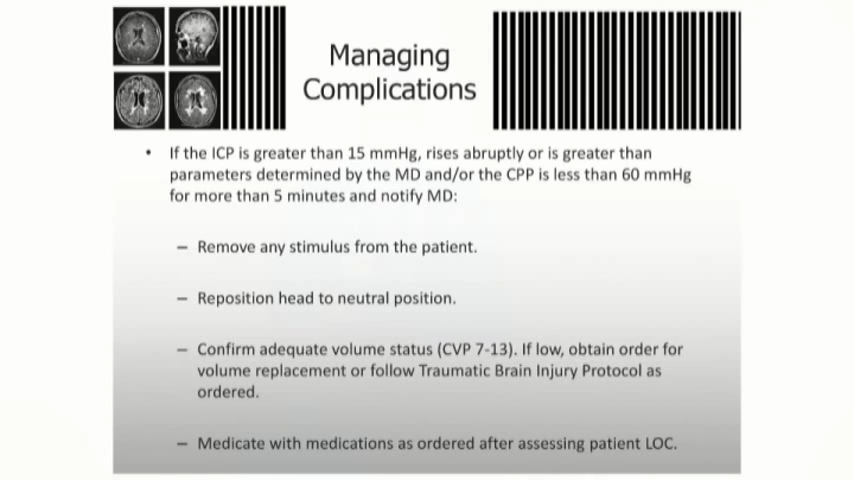 Managing
Complications
• If the ICP is greater than 15 mmHg, rises abruptly or is greater than
parameters determined by the MD and/or the CPP is less than 60 mmHg
for more than 5 minutes and notify MD:
– Remove any stimulus from the patient.
– Reposition head to neutral position.
– Confirm adequate volume status (CVP 7-13). If low, obtain order for
volume replacement or follow Traumatic Brain Injury Protocol as
ordered.
– Medicate with medications as ordered after assessing patient LOC.